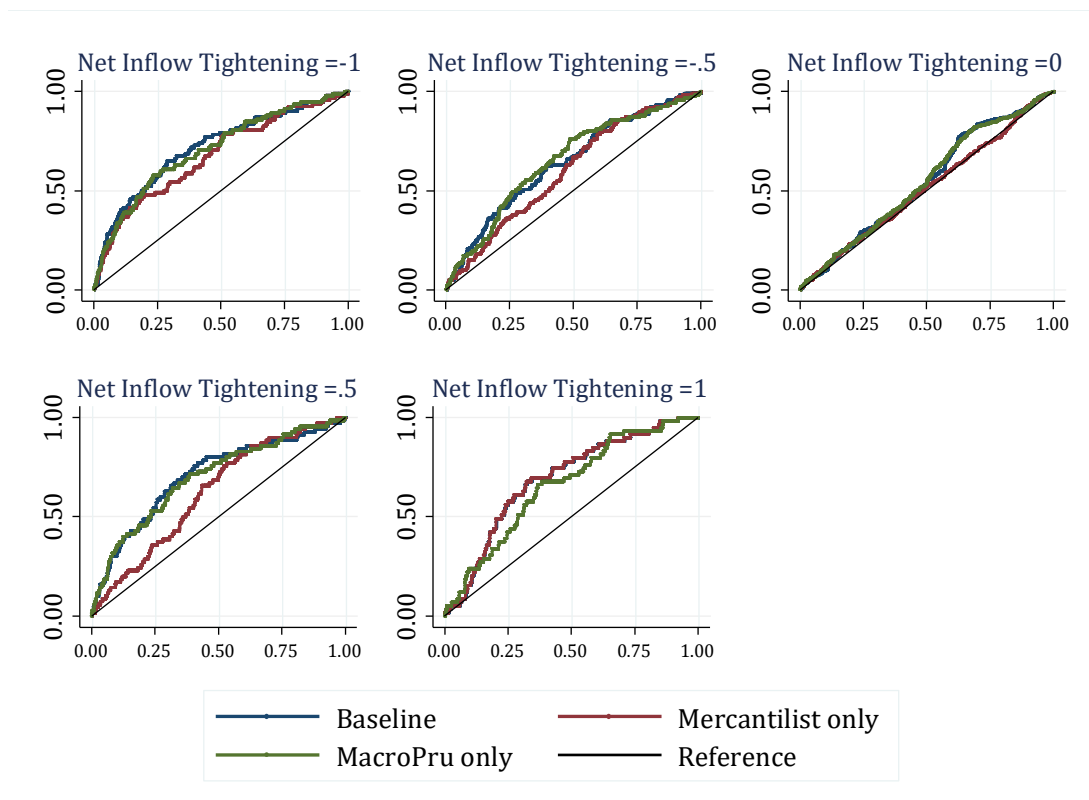 Net Inflow Tightening =-1
1.00
0.50
0.00
0.00 0.25 0.50 0.75 1.00
Net Inflow Tightening =-.5
1.00
0.50
0.00
0.00 0.25 0.50 0.75 1.00
Net Inflow Tightening =0
1.00
0.50
0.00
0.00 0.25 0.50 0.75 1.00
Net Inflow Tightening =.5
1.00
0.50
0.00
0.00 0.25 0.50 0.75 1.00
Net Inflow Tightening =1
1.00
0.50
0.00
0.00 0.25 0.50 0.75 1.00
Baseline Mercantilist only
MacroPru only Reference